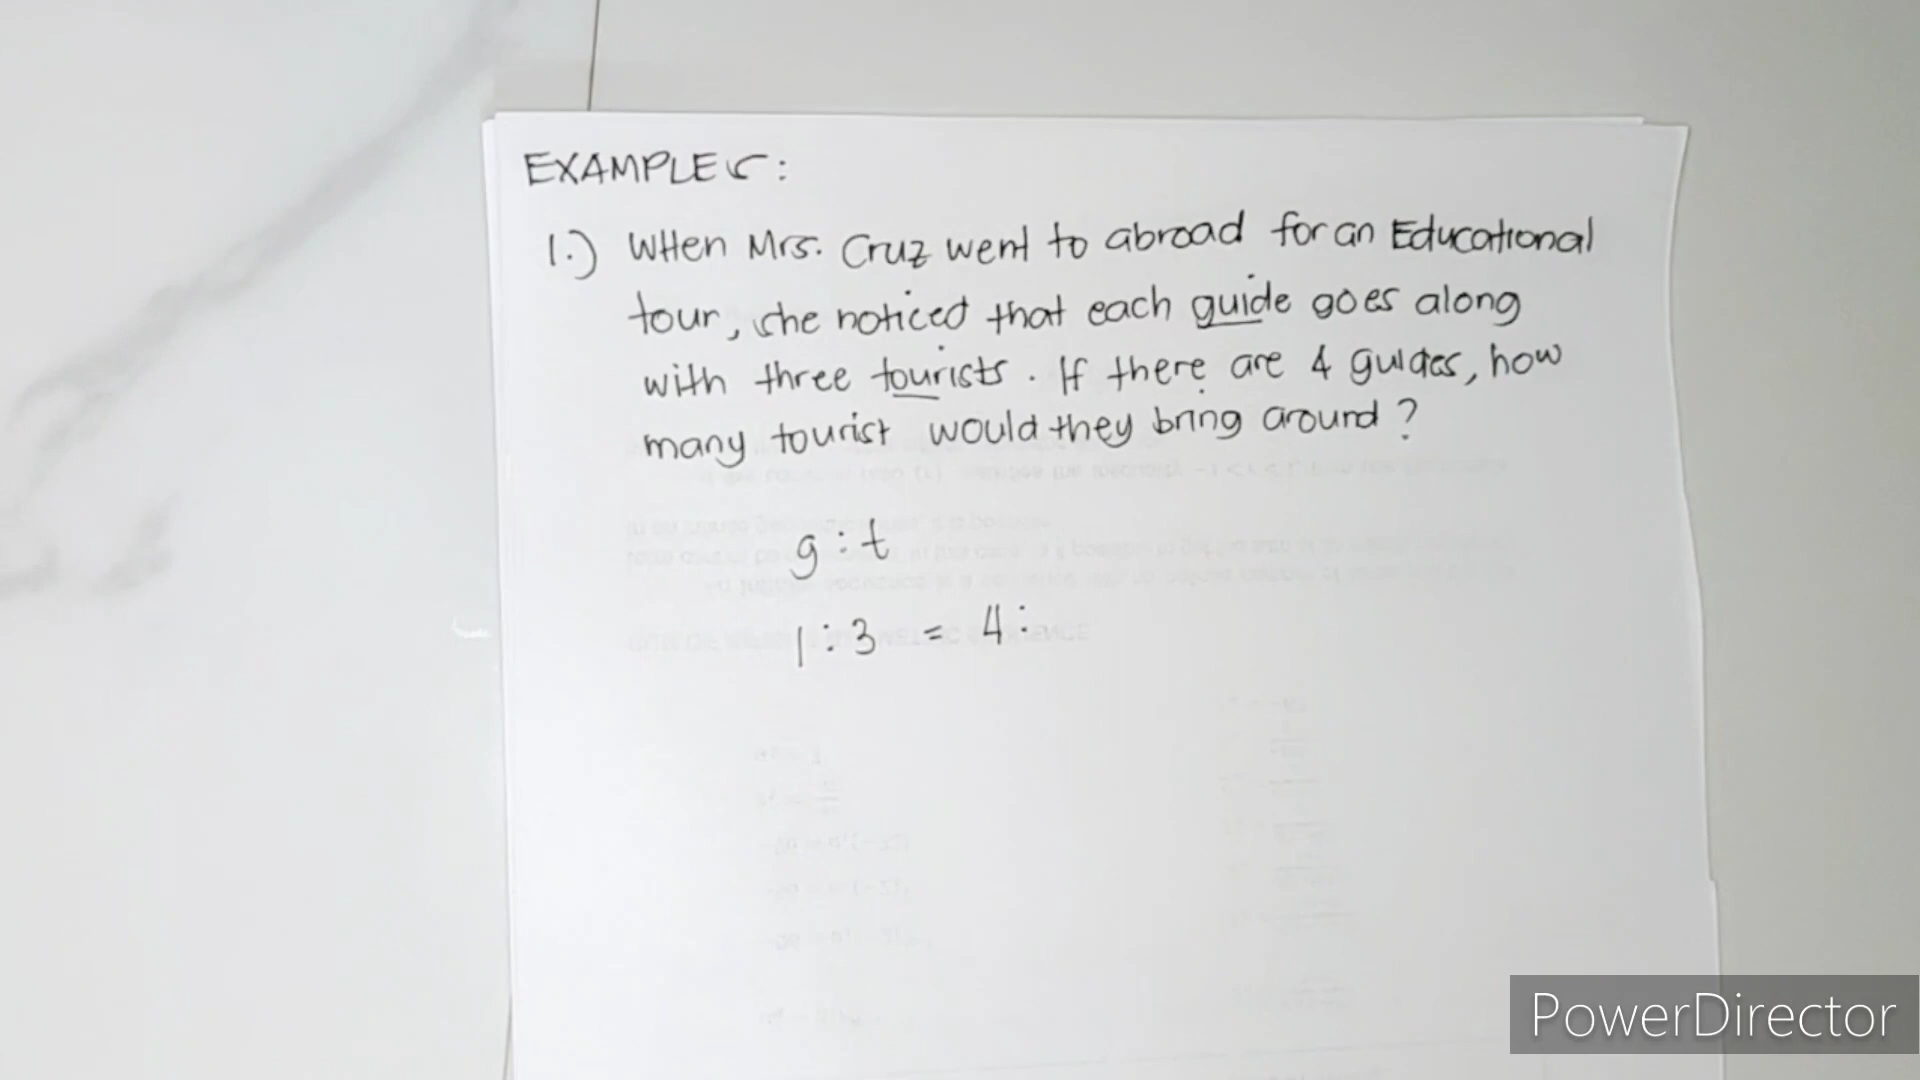 EXAMPLES:
1.) When Mrs. Cruz went to abroad for an Educational
tour, she noticed that each guide goes along
with three tourists. If there are 4 guides, how
many tourist would they bring around?
g : t
1 : 3 = 4 :
PowerDirector